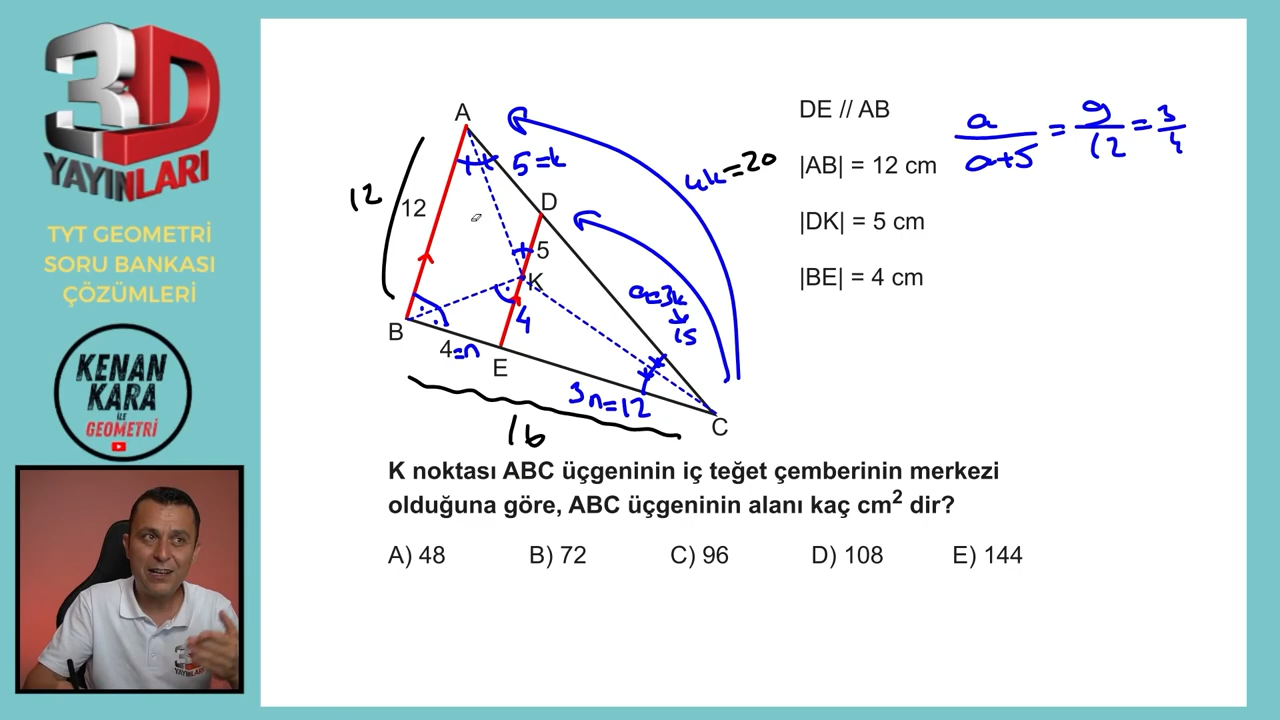 3D
YAYINLARI
TYT GEOMETRİ
SORU BANKASI
ÇÖZÜMLERİ
KENAN
KARA
İLE
GEOMETRİ
3D
YAYINLARI
A
5=k
4k=20
12
12
D
5
K
a=3k
15
B
4
4=n
E
3n=12
C
16
DE // AB
|AB| = 12 cm
|DK| = 5 cm
|BE| = 4 cm
a/(a+5) = 9/12 = 3/4
K noktası ABC üçgeninin iç teğet çemberinin merkezi
olduğuna göre, ABC üçgeninin alanı kaç cm² dir?
A) 48 B) 72 C) 96 D) 108 E) 144